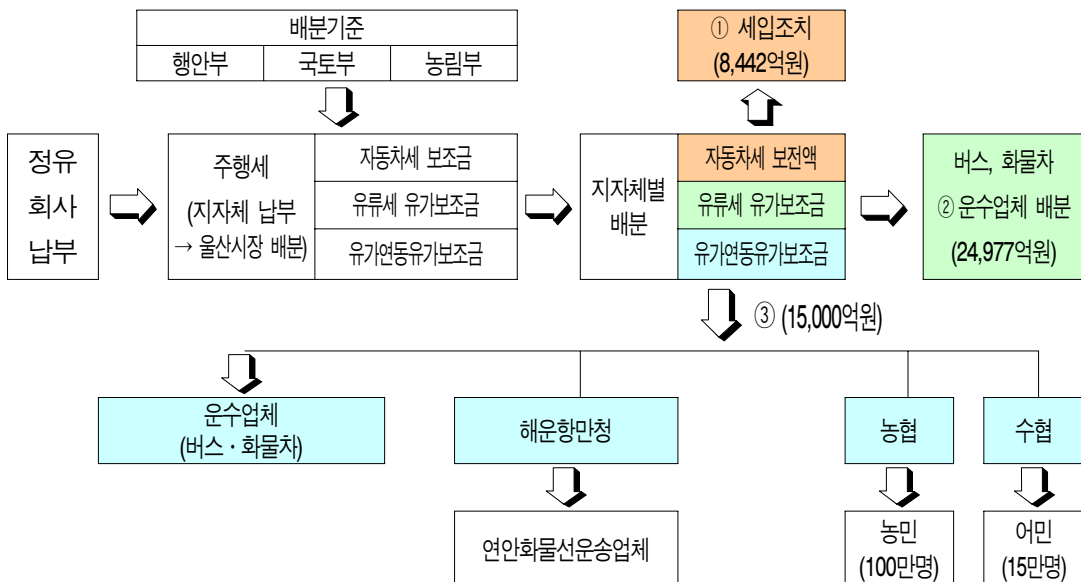 배분기준
행안부 국토부 농림부
① 세입조치
(8,442억원)
정유
회사
납부
주행세
(지자체 납부
→ 울산시장 배분)
자동차세 보조금
유류세 유가보조금
유가연동유가보조금
지자체별
배분
자동차세 보전액
유류세 유가보조금
유가연동유가보조금
버스, 화물차
② 운수업체 배분
(24,977억원)
③ (15,000억원)
운수업체
(버스 · 화물차)
해운항만청
농협
수협
연안화물선운송업체
농민
(100만명)
어민
(15만명)